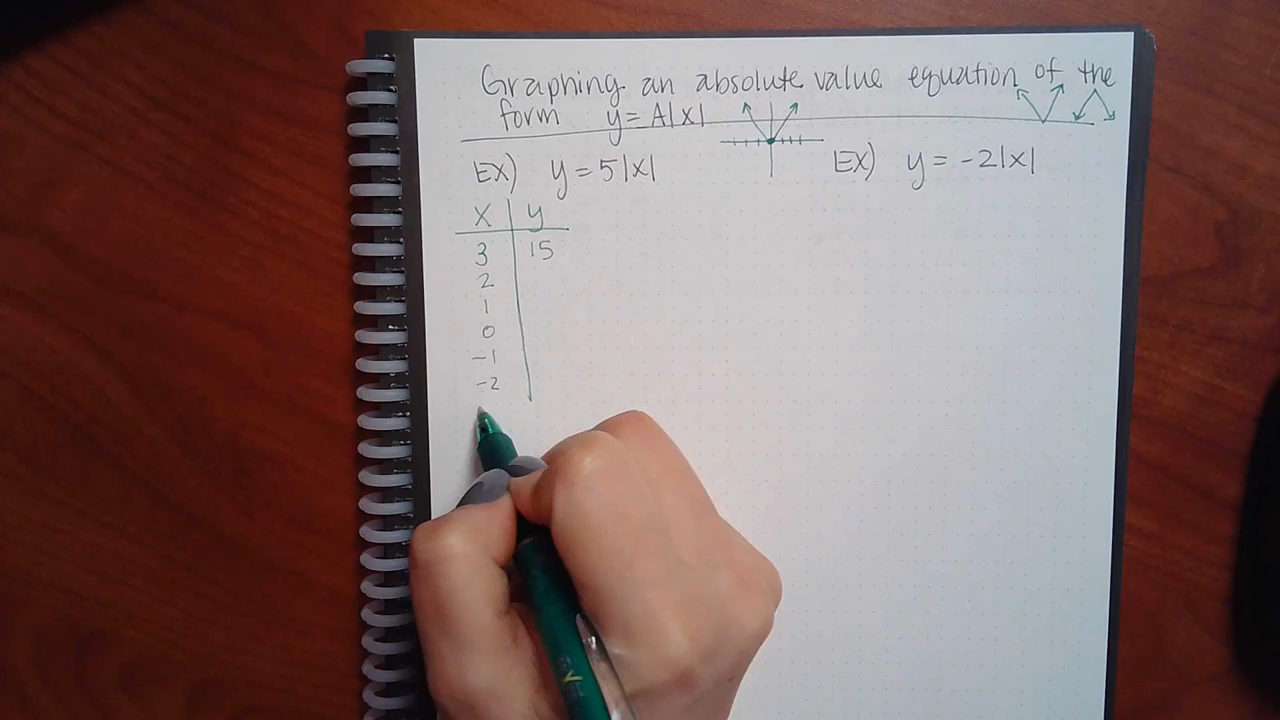 Graphing an absolute value equation of the
form y = A|x|
EX) y = 5|x|
EX) y = -2|x|
X y
3 15
2
1
0
-1
-2